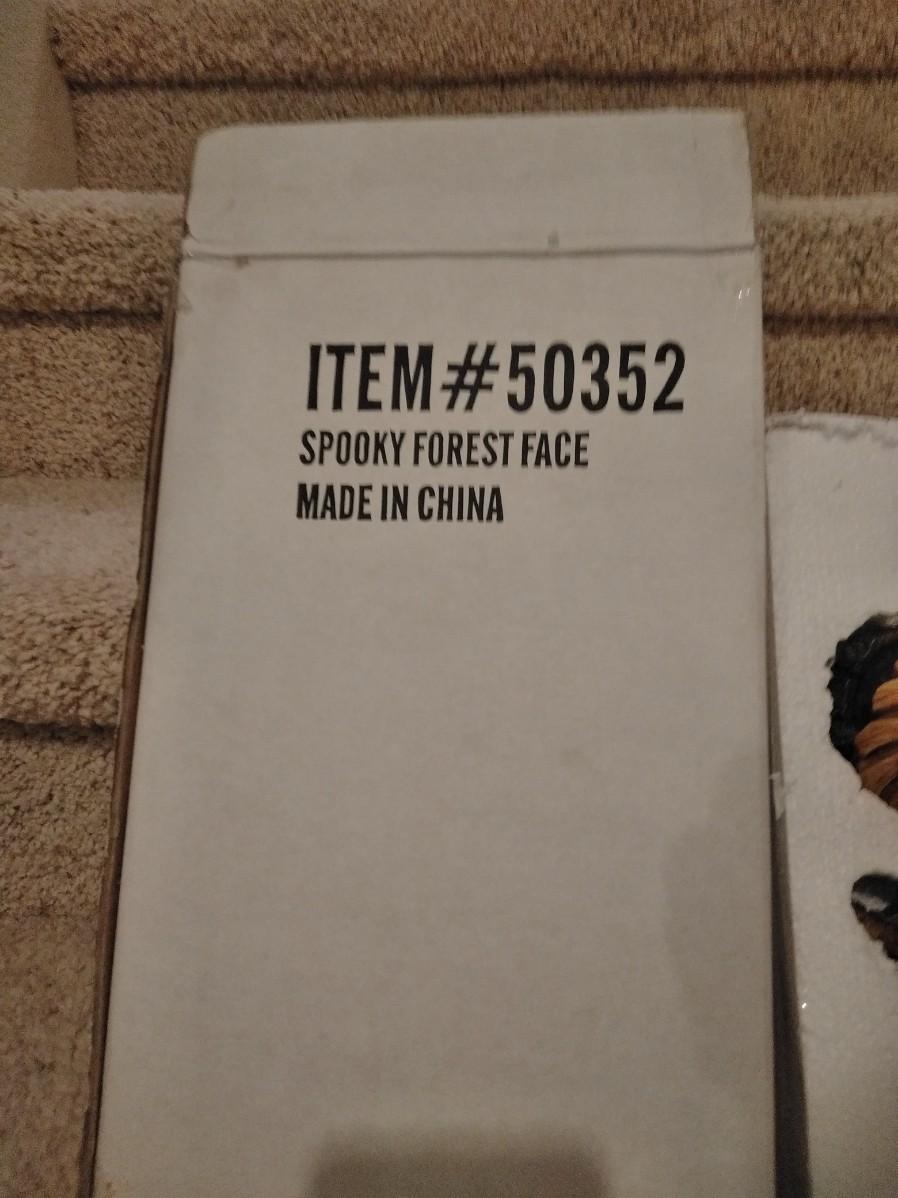 ITEM#50352
SPOOKY FOREST FACE
MADE IN CHINA